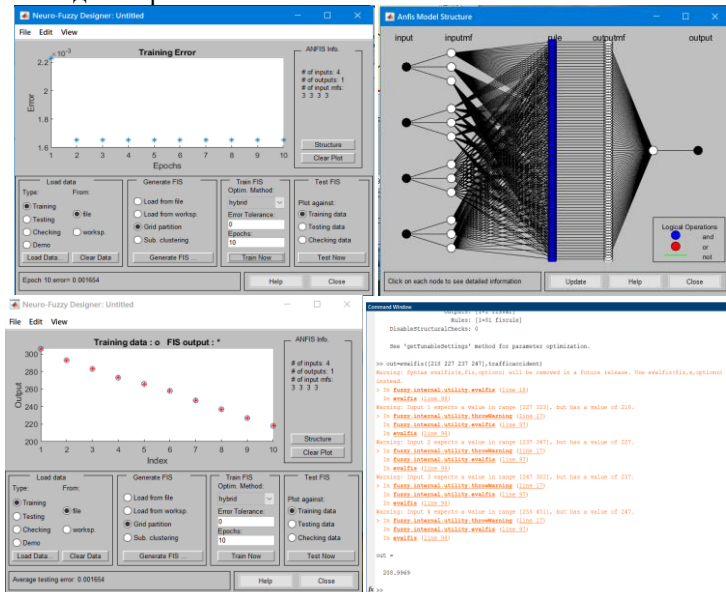 Neuro-Fuzzy Designer: Untitled
File Edit View
Training Error
×10⁻³
2.2
2
1.8
1.6
Error
1 2 3 4 5 6 7 8 9 10
Epochs
ANFIS Info.
# of inputs: 4
# of outputs: 1
# of input mfs:
3 3 3 3
Structure
Clear Plot
Load data
Type: From:
Training
Testing
Checking
Demo
file
worksp.
Load Data... Clear Data
Generate FIS
Load from file
Load from worksp.
Grid partition
Sub. clustering
Generate FIS ...
Train FIS
Optim. Method:
hybrid
Error Tolerance:
0
Epochs:
10
Train Now
Test FIS
Plot against:
Training data
Testing data
Checking data
Test Now
Epoch 10:error= 0.001654
Help Close
Anfis Model Structure
input inputmf rule outputmf output
Logical Operations
and
or
not
Click on each node to see detailed information
Update Help Close
Neuro-Fuzzy Designer: Untitled
File Edit View
Training data : o FIS output : *
300
280
260
240
220
200
Output
1 2 3 4 5 6 7 8 9 10
Index
ANFIS Info.
# of inputs: 4
# of outputs: 1
# of input mfs:
3 3 3 3
Structure
Clear Plot
Load data
Type: From:
Training
Testing
Checking
Demo
file
worksp.
Load Data... Clear Data
Generate FIS
Load from file
Load from worksp.
Grid partition
Sub. clustering
Generate FIS ...
Train FIS
Optim. Method:
hybrid
Error Tolerance:
0
Epochs:
10
Train Now
Test FIS
Plot against:
Training data
Testing data
Checking data
Test Now
Average testing error: 0.001654
Help Close
Command Window
Outputs: [1×1 fisvar]
Rules: [1×81 fisrule]
DisableStructuralChecks: 0
See 'getTunableSettings' method for parameter optimization.
>> out=evalfis([218 227 237 247],trafficaccident)
Warning: Syntax evalfis(x,fis,options) will be removed in a future release. Use evalfis(fis,x,options)
instead.
> In fuzzy.internal.utility.evalfis (line 18)
In evalfis (line 98)
Warning: Input 1 expects a value in range [227 323], but has a value of 218.
> In fuzzy.internal.utility.throwWarning (line 17)
In fuzzy.internal.utility.evalfis (line 97)
In evalfis (line 98)
Warning: Input 2 expects a value in range [237 387], but has a value of 227.
> In fuzzy.internal.utility.throwWarning (line 17)
In fuzzy.internal.utility.evalfis (line 97)
In evalfis (line 98)
Warning: Input 3 expects a value in range [247 392], but has a value of 237.
> In fuzzy.internal.utility.throwWarning (line 17)
In fuzzy.internal.utility.evalfis (line 97)
In evalfis (line 98)
Warning: Input 4 expects a value in range [258 431], but has a value of 247.
> In fuzzy.internal.utility.throwWarning (line 17)
In fuzzy.internal.utility.evalfis (line 97)
In evalfis (line 98)
out =
208.9969
fx >>